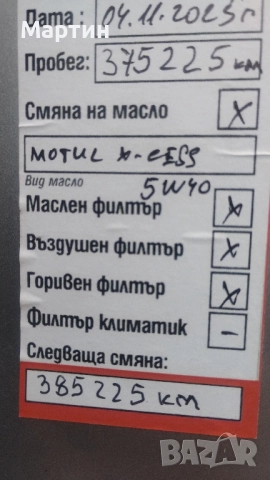 Мартин
Дата: 04.11.2025г
Пробег: 375225 км
Смяна на масло X
MOTUL X-CESS
Вид масло 5W40
Маслен филтър X
Въздушен филтър X
Горивен филтър X
Филтър климатик –
Следваща смяна:
385225 км
BAZAR